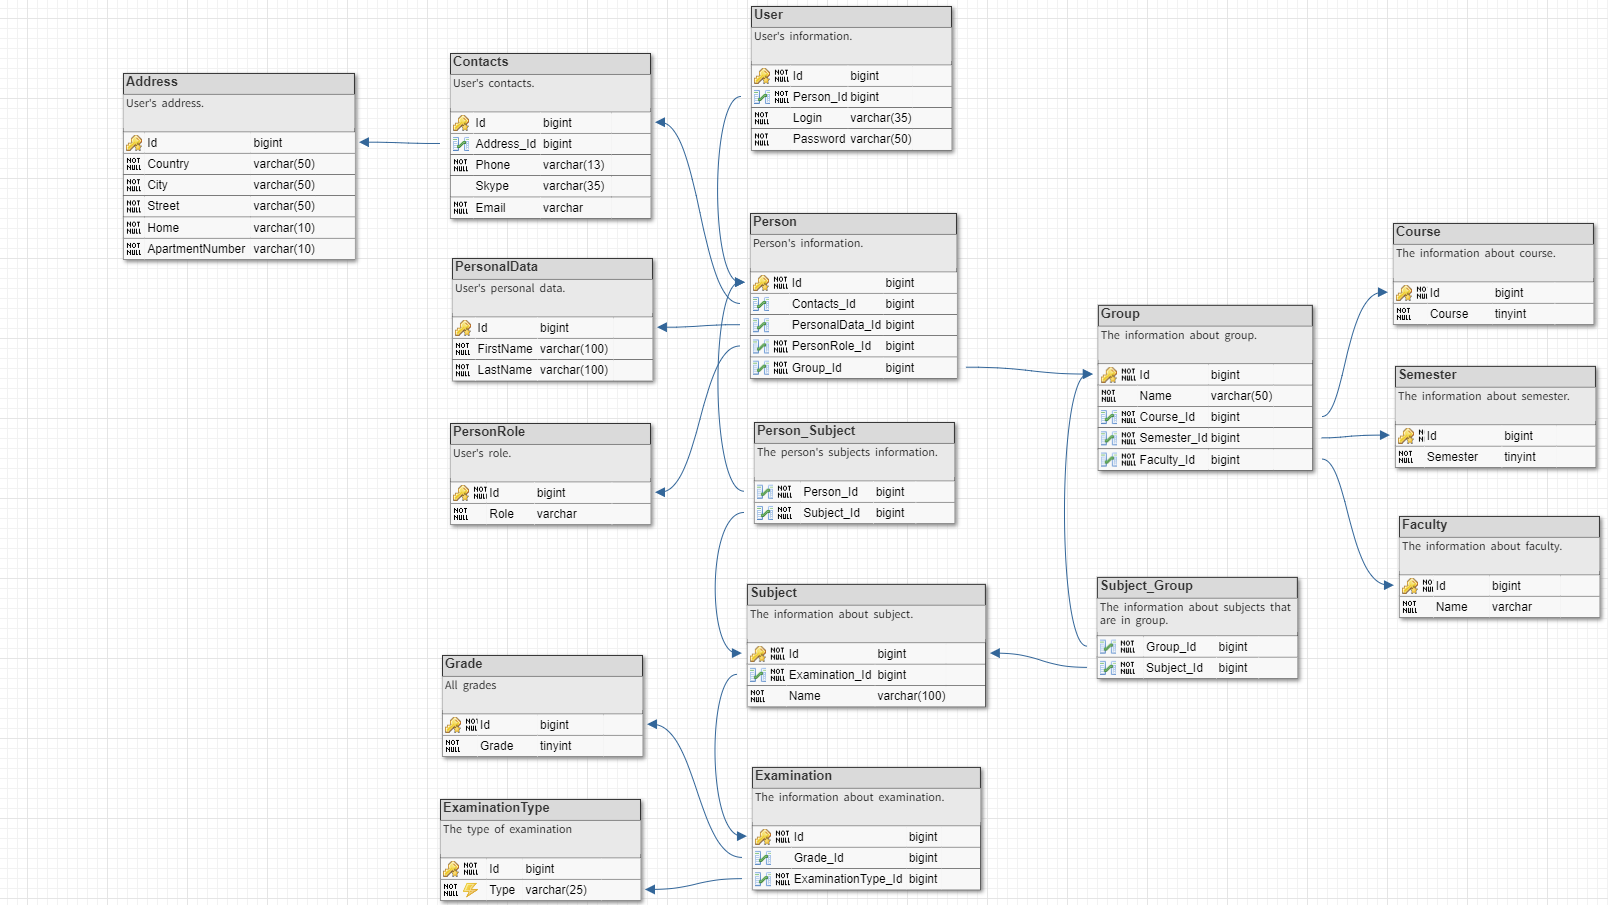 User
User's information.
NOT NULL Id bigint
NOT NULL Person_Id bigint
NOT NULL Login varchar(35)
NOT NULL Password varchar(50)
Contacts
User's contacts.
Id bigint
Address_Id bigint
NOT NULL Phone varchar(13)
Skype varchar(35)
NOT NULL Email varchar
Address
User's address.
Id bigint
NOT NULL Country varchar(50)
NOT NULL City varchar(50)
NOT NULL Street varchar(50)
NOT NULL Home varchar(10)
NOT NULL ApartmentNumber varchar(10)
PersonalData
User's personal data.
Id bigint
NOT NULL FirstName varchar(100)
NOT NULL LastName varchar(100)
Person
Person's information.
NOT NULL Id bigint
Contacts_Id bigint
PersonalData_Id bigint
NOT NULL PersonRole_Id bigint
NOT NULL Group_Id bigint
Course
The information about course.
NO NUI Id bigint
NOT NULL Course tinyint
Group
The information about group.
NOT NULL Id bigint
NOT NULL Name varchar(50)
NOT NULL Course_Id bigint
NOT NULL Semester_Id bigint
NOT NULL Faculty_Id bigint
Semester
The information about semester.
N N Id bigint
NOT NULL Semester tinyint
PersonRole
User's role.
NOT NUL Id bigint
NOT NULL Role varchar
Person_Subject
The person's subjects information.
NOT NULL Person_Id bigint
NOT NULL Subject_Id bigint
Faculty
The information about faculty.
NO NUI Id bigint
NOT NULL Name varchar
Subject
The information about subject.
NOT NULL Id bigint
NOT NULL Examination_Id bigint
NOT NULL Name varchar(100)
Subject_Group
The information about subjects that
are in group.
NOT NULL Group_Id bigint
NOT NULL Subject_Id bigint
Grade
All grades
NOT NUL Id bigint
NOT NULL Grade tinyint
Examination
The information about examination.
NOT NULL Id bigint
Grade_Id bigint
NOT NULL ExaminationType_Id bigint
ExaminationType
The type of examination
NOT NULL Id bigint
NOT NULL Type varchar(25)